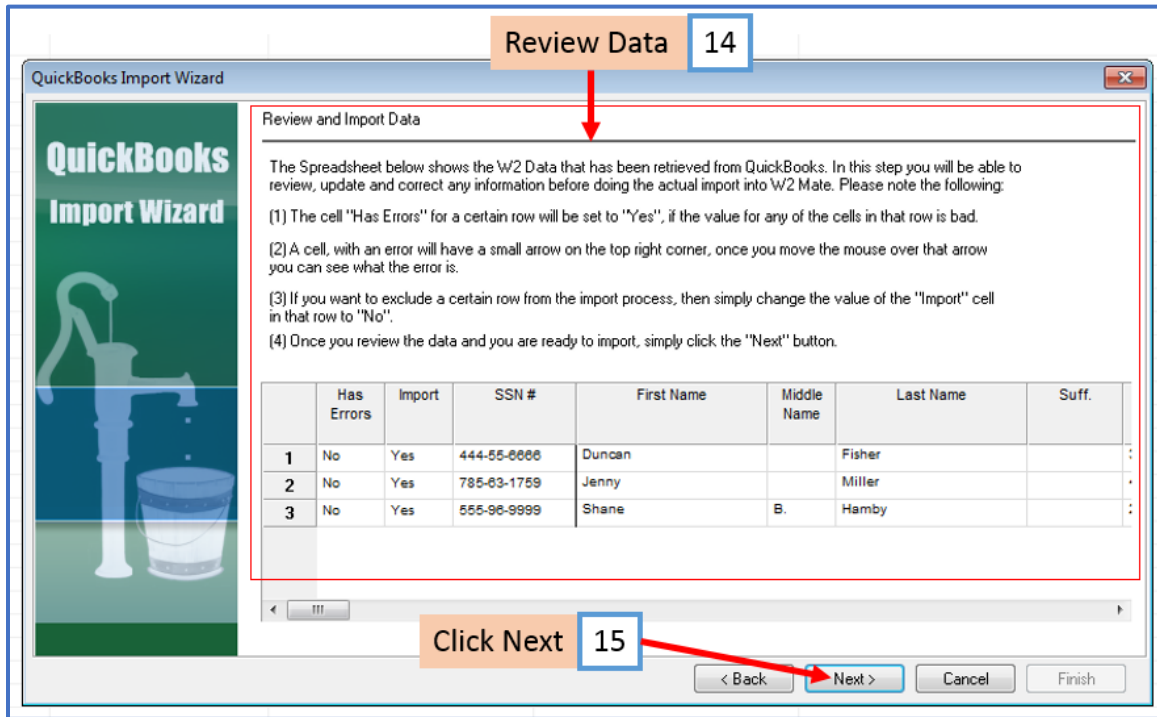 Review Data 14
QuickBooks Import Wizard
QuickBooks
Import Wizard
Review and Import Data
The Spreadsheet below shows the W2 Data that has been retrieved from QuickBooks. In this step you will be able to
review, update and correct any information before doing the actual import into W2 Mate. Please note the following:
(1) The cell "Has Errors" for a certain row will be set to "Yes", if the value for any of the cells in that row is bad.
(2) A cell, with an error will have a small arrow on the top right corner, once you move the mouse over that arrow
you can see what the error is.
(3) If you want to exclude a certain row from the import process, then simply change the value of the "Import" cell
in that row to "No".
(4) Once you review the data and you are ready to import, simply click the "Next" button.
Has Errors Import SSN # First Name Middle Name Last Name Suff.
1 No Yes 444-55-6666 Duncan Fisher
2 No Yes 785-63-1759 Jenny Miller
3 No Yes 555-96-9999 Shane B. Hamby
Click Next 15
< Back Next > Cancel Finish